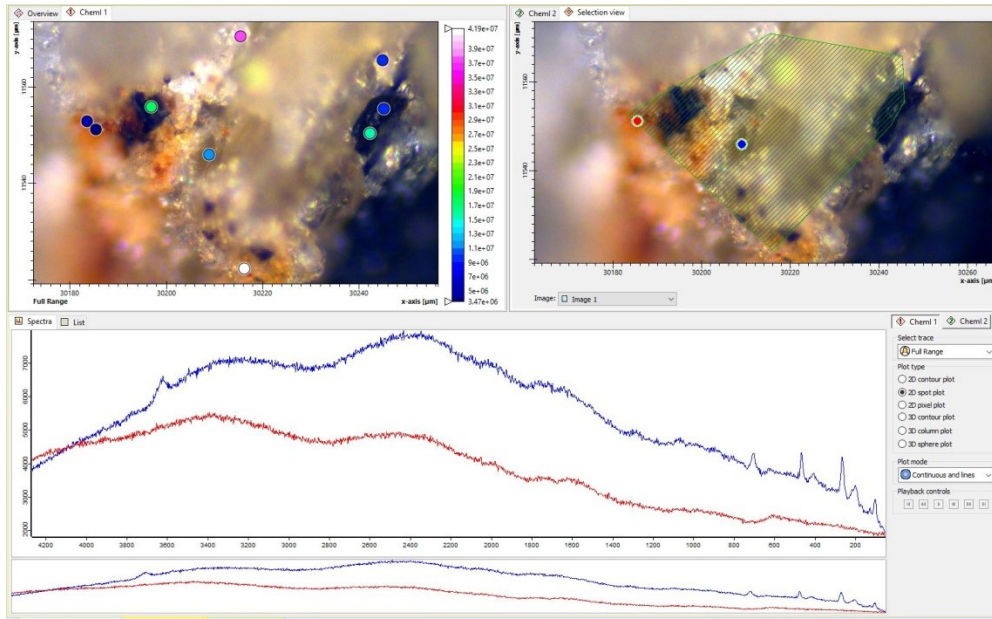 Overview ChemI 1
y-axis [µm]
11560
11540
30180 30200 30220 30240
Full Range
x-axis [µm]
4.19e+07
3.9e+07
3.7e+07
3.5e+07
3.3e+07
3.1e+07
2.9e+07
2.7e+07
2.6e+07
2.3e+07
2.1e+07
1.9e+07
1.7e+07
1.5e+07
1.3e+07
1.1e+07
9e+06
7e+06
5e+06
3.47e+06
ChemI 2 Selection view
y-axis [µm]
11560
11540
30180 30200 30220 30240 30260
x-axis [µm]
Image: Image 1
Spectra List
7000
6000
5000
4000
3000
2000
4200 4000 3800 3600 3400 3200 3000 2800 2600 2400 2200 2000 1800 1600 1400 1200 1000 800 600 400 200
ChemI 1 ChemI 2
Select trace
Full Range
Plot type
2D contour plot
2D spot plot
2D pixel plot
3D contour plot
3D column plot
3D sphere plot
Plot mode
Continuous and lines
Playback controls